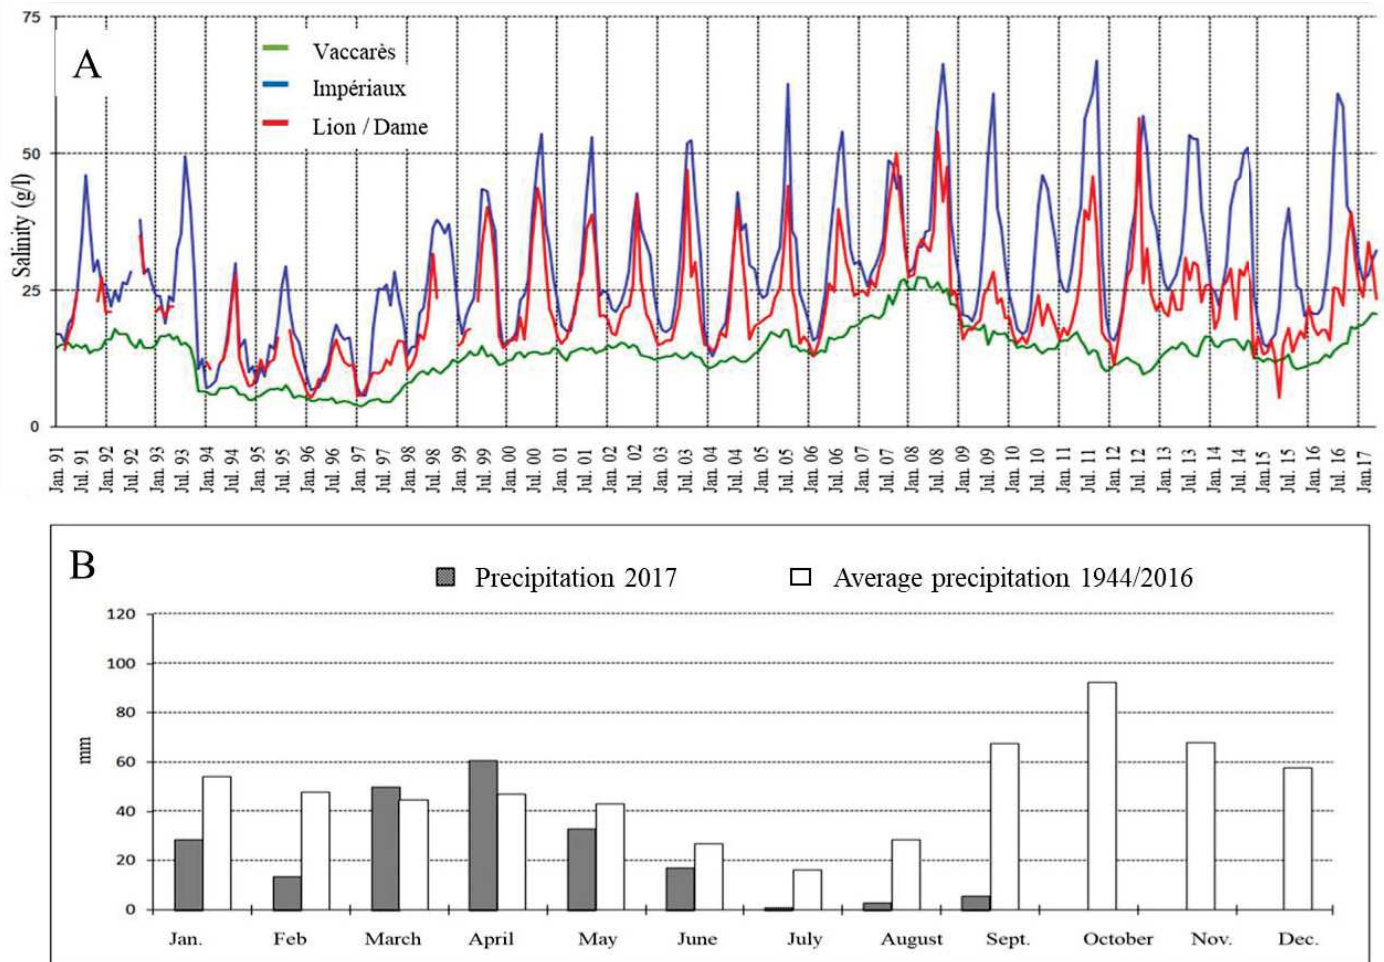 75
A
Vaccarès
Impériaux
Lion / Dame
50
Salinity (g/l)
25
0
Jan. 91
Jul. 91
Jan. 92
Jul. 92
Jan. 93
Jul. 93
Jan. 94
Jul. 94
Jan. 95
Jul. 95
Jan. 96
Jul. 96
Jan. 97
Jul. 97
Jan. 98
Jul. 98
Jan. 99
Jul. 99
Jan. 00
Jul. 00
Jan. 01
Jul. 01
Jan. 02
Jul. 02
Jan. 03
Jul. 03
Jan. 04
Jul. 04
Jan. 05
Jul. 05
Jan. 06
Jul. 06
Jan. 07
Jul. 07
Jan. 08
Jul. 08
Jan. 09
Jul. 09
Jan. 10
Jul. 10
Jan. 11
Jul. 11
Jan. 12
Jul. 12
Jan. 13
Jul. 13
Jan. 14
Jul. 14
Jan. 15
Jul. 15
Jan. 16
Jul. 16
Jan. 17
B
Precipitation 2017
Average precipitation 1944/2016
120
100
80
mm
60
40
20
0
Jan. Feb March April May June July August Sept. October Nov. Dec.